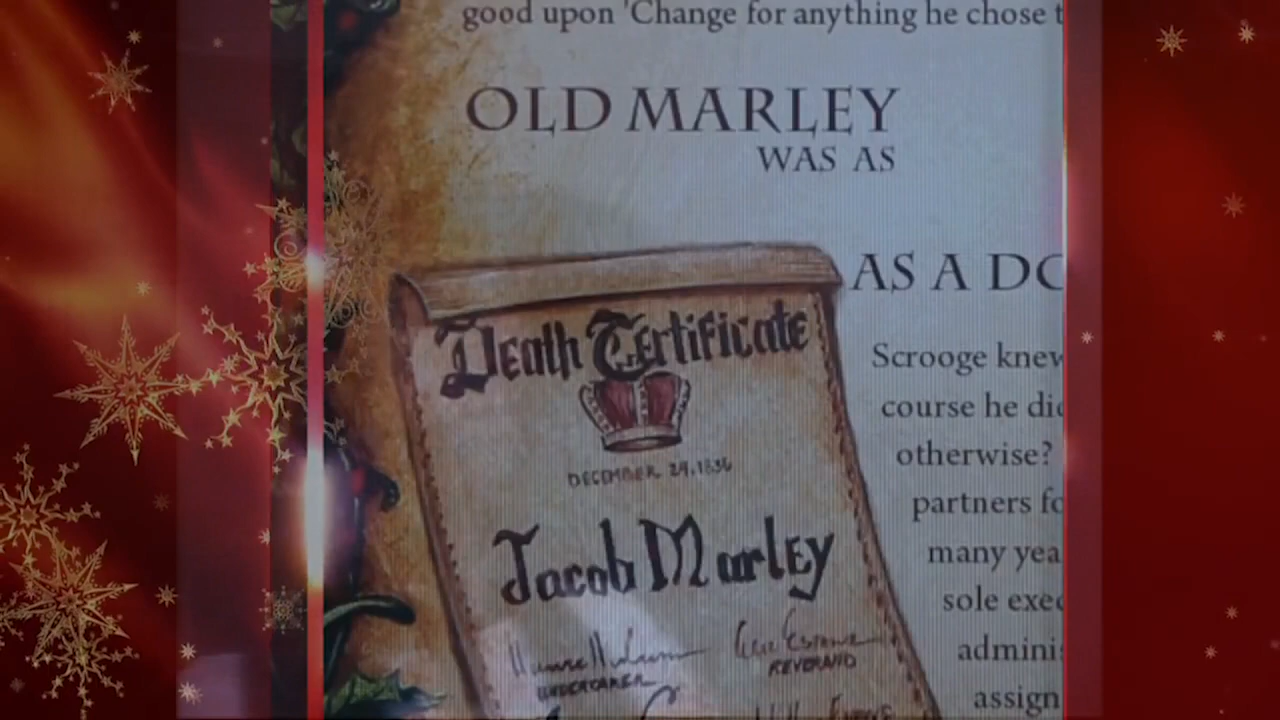 good upon 'Change for anything he chose t
OLD MARLEY
WAS AS
AS A DO
Death Certificate
Scrooge knew
course he did
DECEMBER 24, 1836
otherwise?
partners fo
Jacob Marley
many yea
sole exec
adminis
REVERAND
UNDERTAKER
assign